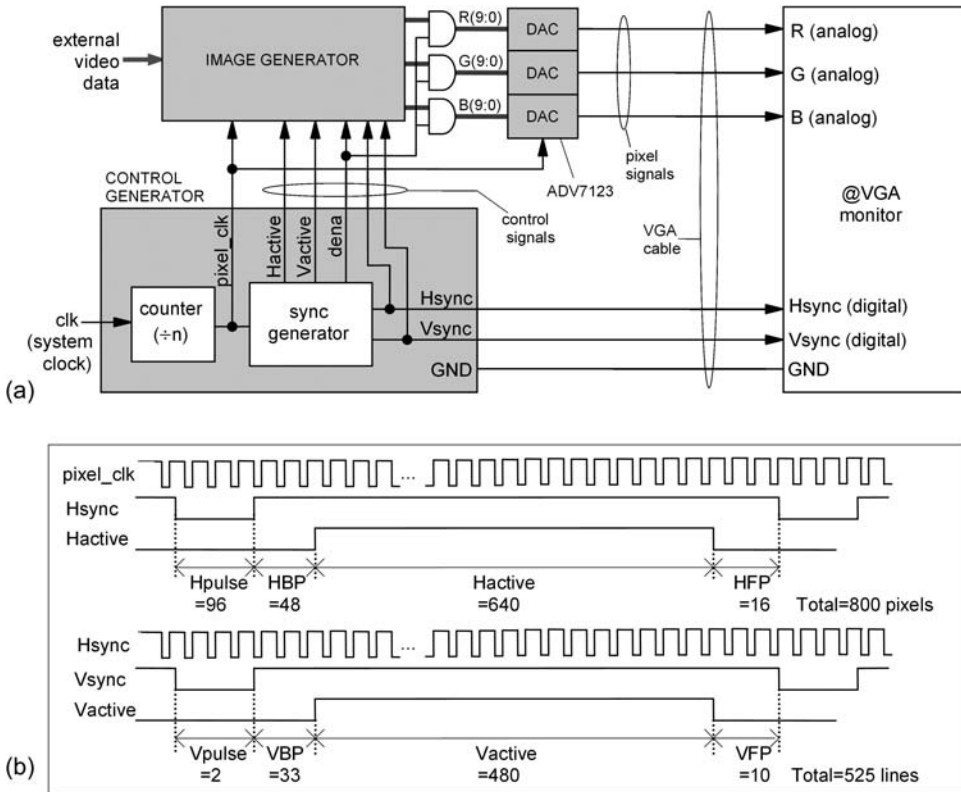 external
video
data
IMAGE GENERATOR
R(9:0)
G(9:0)
B(9:0)
DAC
DAC
DAC
R (analog)
G (analog)
B (analog)
pixel
signals
ADV7123
CONTROL
GENERATOR
control
signals
VGA
cable
@VGA
monitor
pixel_clk
Hactive
Vactive
dena
clk
(system
clock)
counter
(÷n)
sync
generator
Hsync
Vsync
GND
Hsync (digital)
Vsync (digital)
GND
(a)
pixel_clk
...
Hsync
Hactive
Hpulse
=96
HBP
=48
Hactive
=640
HFP
=16
Total=800 pixels
Hsync
...
Vsync
Vactive
Vpulse
=2
VBP
=33
Vactive
=480
VFP
=10
Total=525 lines
(b)